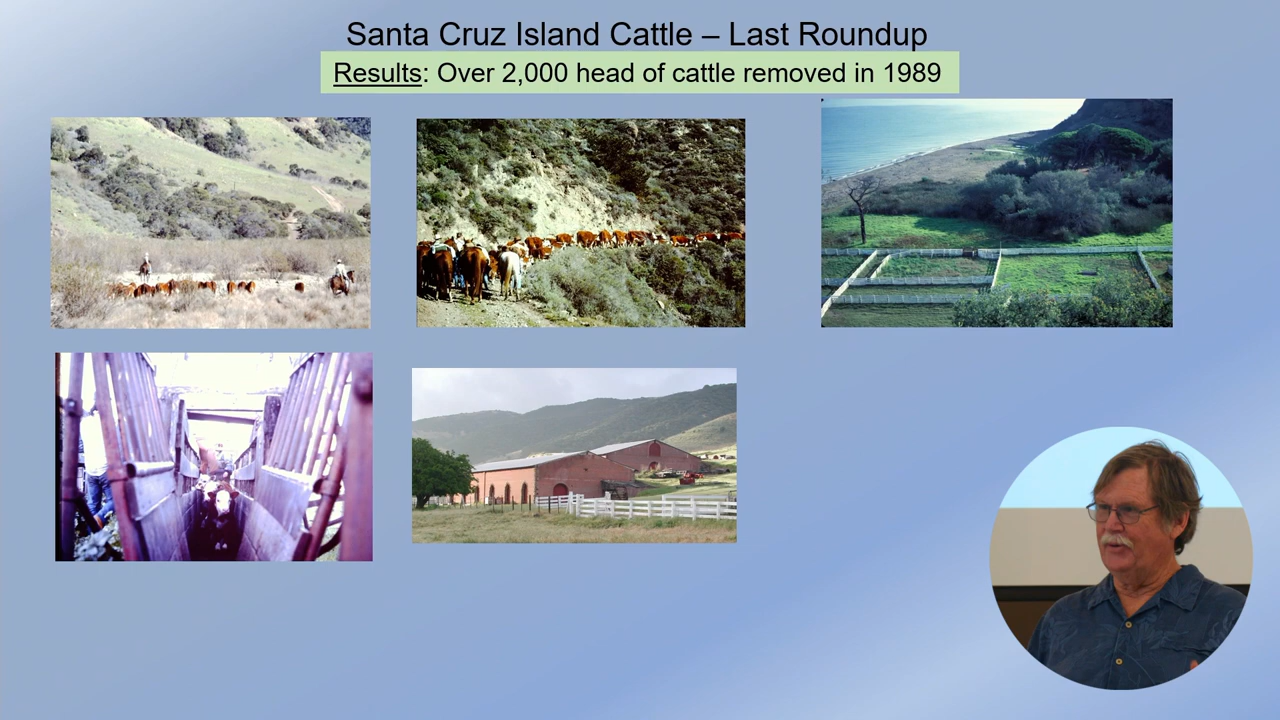 Santa Cruz Island Cattle – Last Roundup
Results: Over 2,000 head of cattle removed in 1989